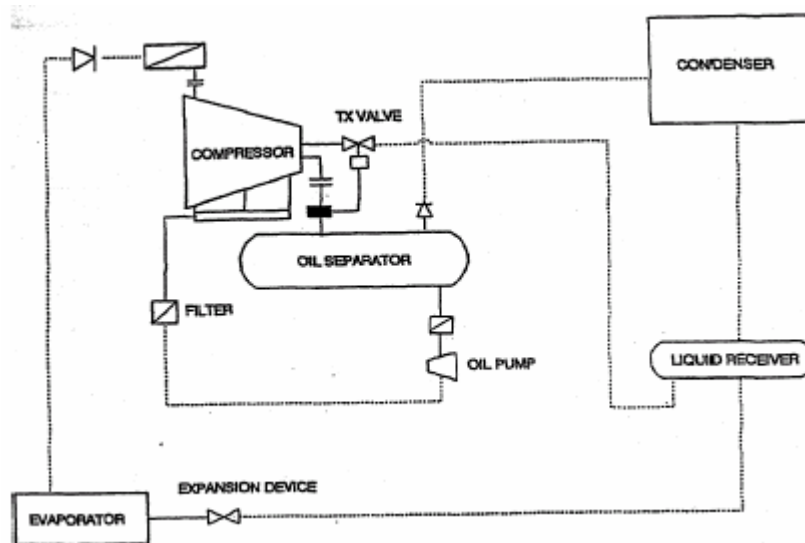 CONDENSER
TX VALVE
COMPRESSOR
OIL SEPARATOR
FILTER
OIL PUMP
LIQUID RECEIVER
EXPANSION DEVICE
EVAPORATOR